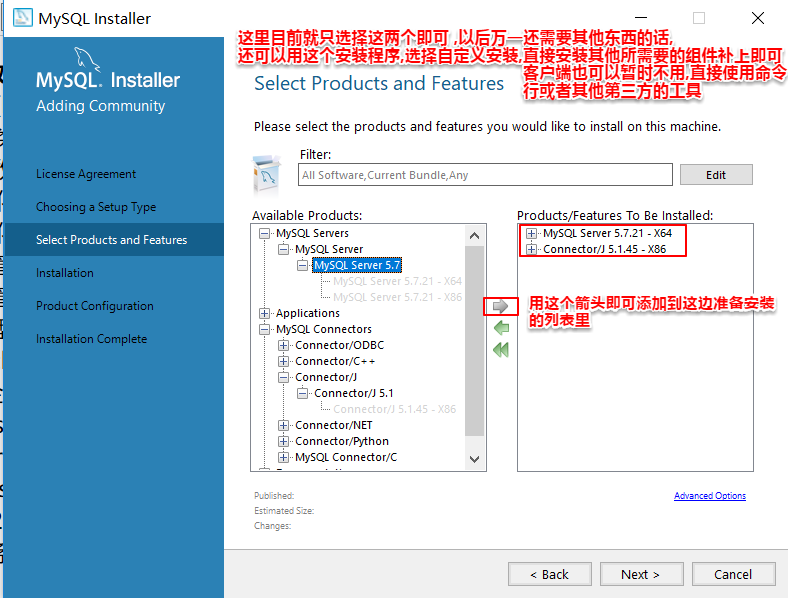 MySQL Installer
这里目前就只选择这两个即可 ,以后万一还需要其他东西的话,
还可以用这个安装程序,选择自定义安装,直接安装其他所需要的组件补上即可
客户端也可以暂时不用,直接使用命令
行或者其他第三方的工具
MySQL. Installer
Adding Community
License Agreement
Choosing a Setup Type
Select Products and Features
Installation
Product Configuration
Installation Complete
Select Products and Features
Please select the products and features you would like to install on this machine.
Filter:
All Software,Current Bundle,Any
Edit
Available Products:
MySQL Servers
MySQL Server
MySQL Server 5.7
MySQL Server 5.7.21 - X64
MySQL Server 5.7.21 - X86
Applications
MySQL Connectors
Connector/ODBC
Connector/C++
Connector/J
Connector/J 5.1
Connector/J 5.1.45 - X86
Connector/NET
Connector/Python
MySQL Connector/C
Products/Features To Be Installed:
MySQL Server 5.7.21 - X64
Connector/J 5.1.45 - X86
用这个箭头即可添加到这边准备安装
的列表里
Published:
Estimated Size:
Changes:
Advanced Options
< Back
Next >
Cancel